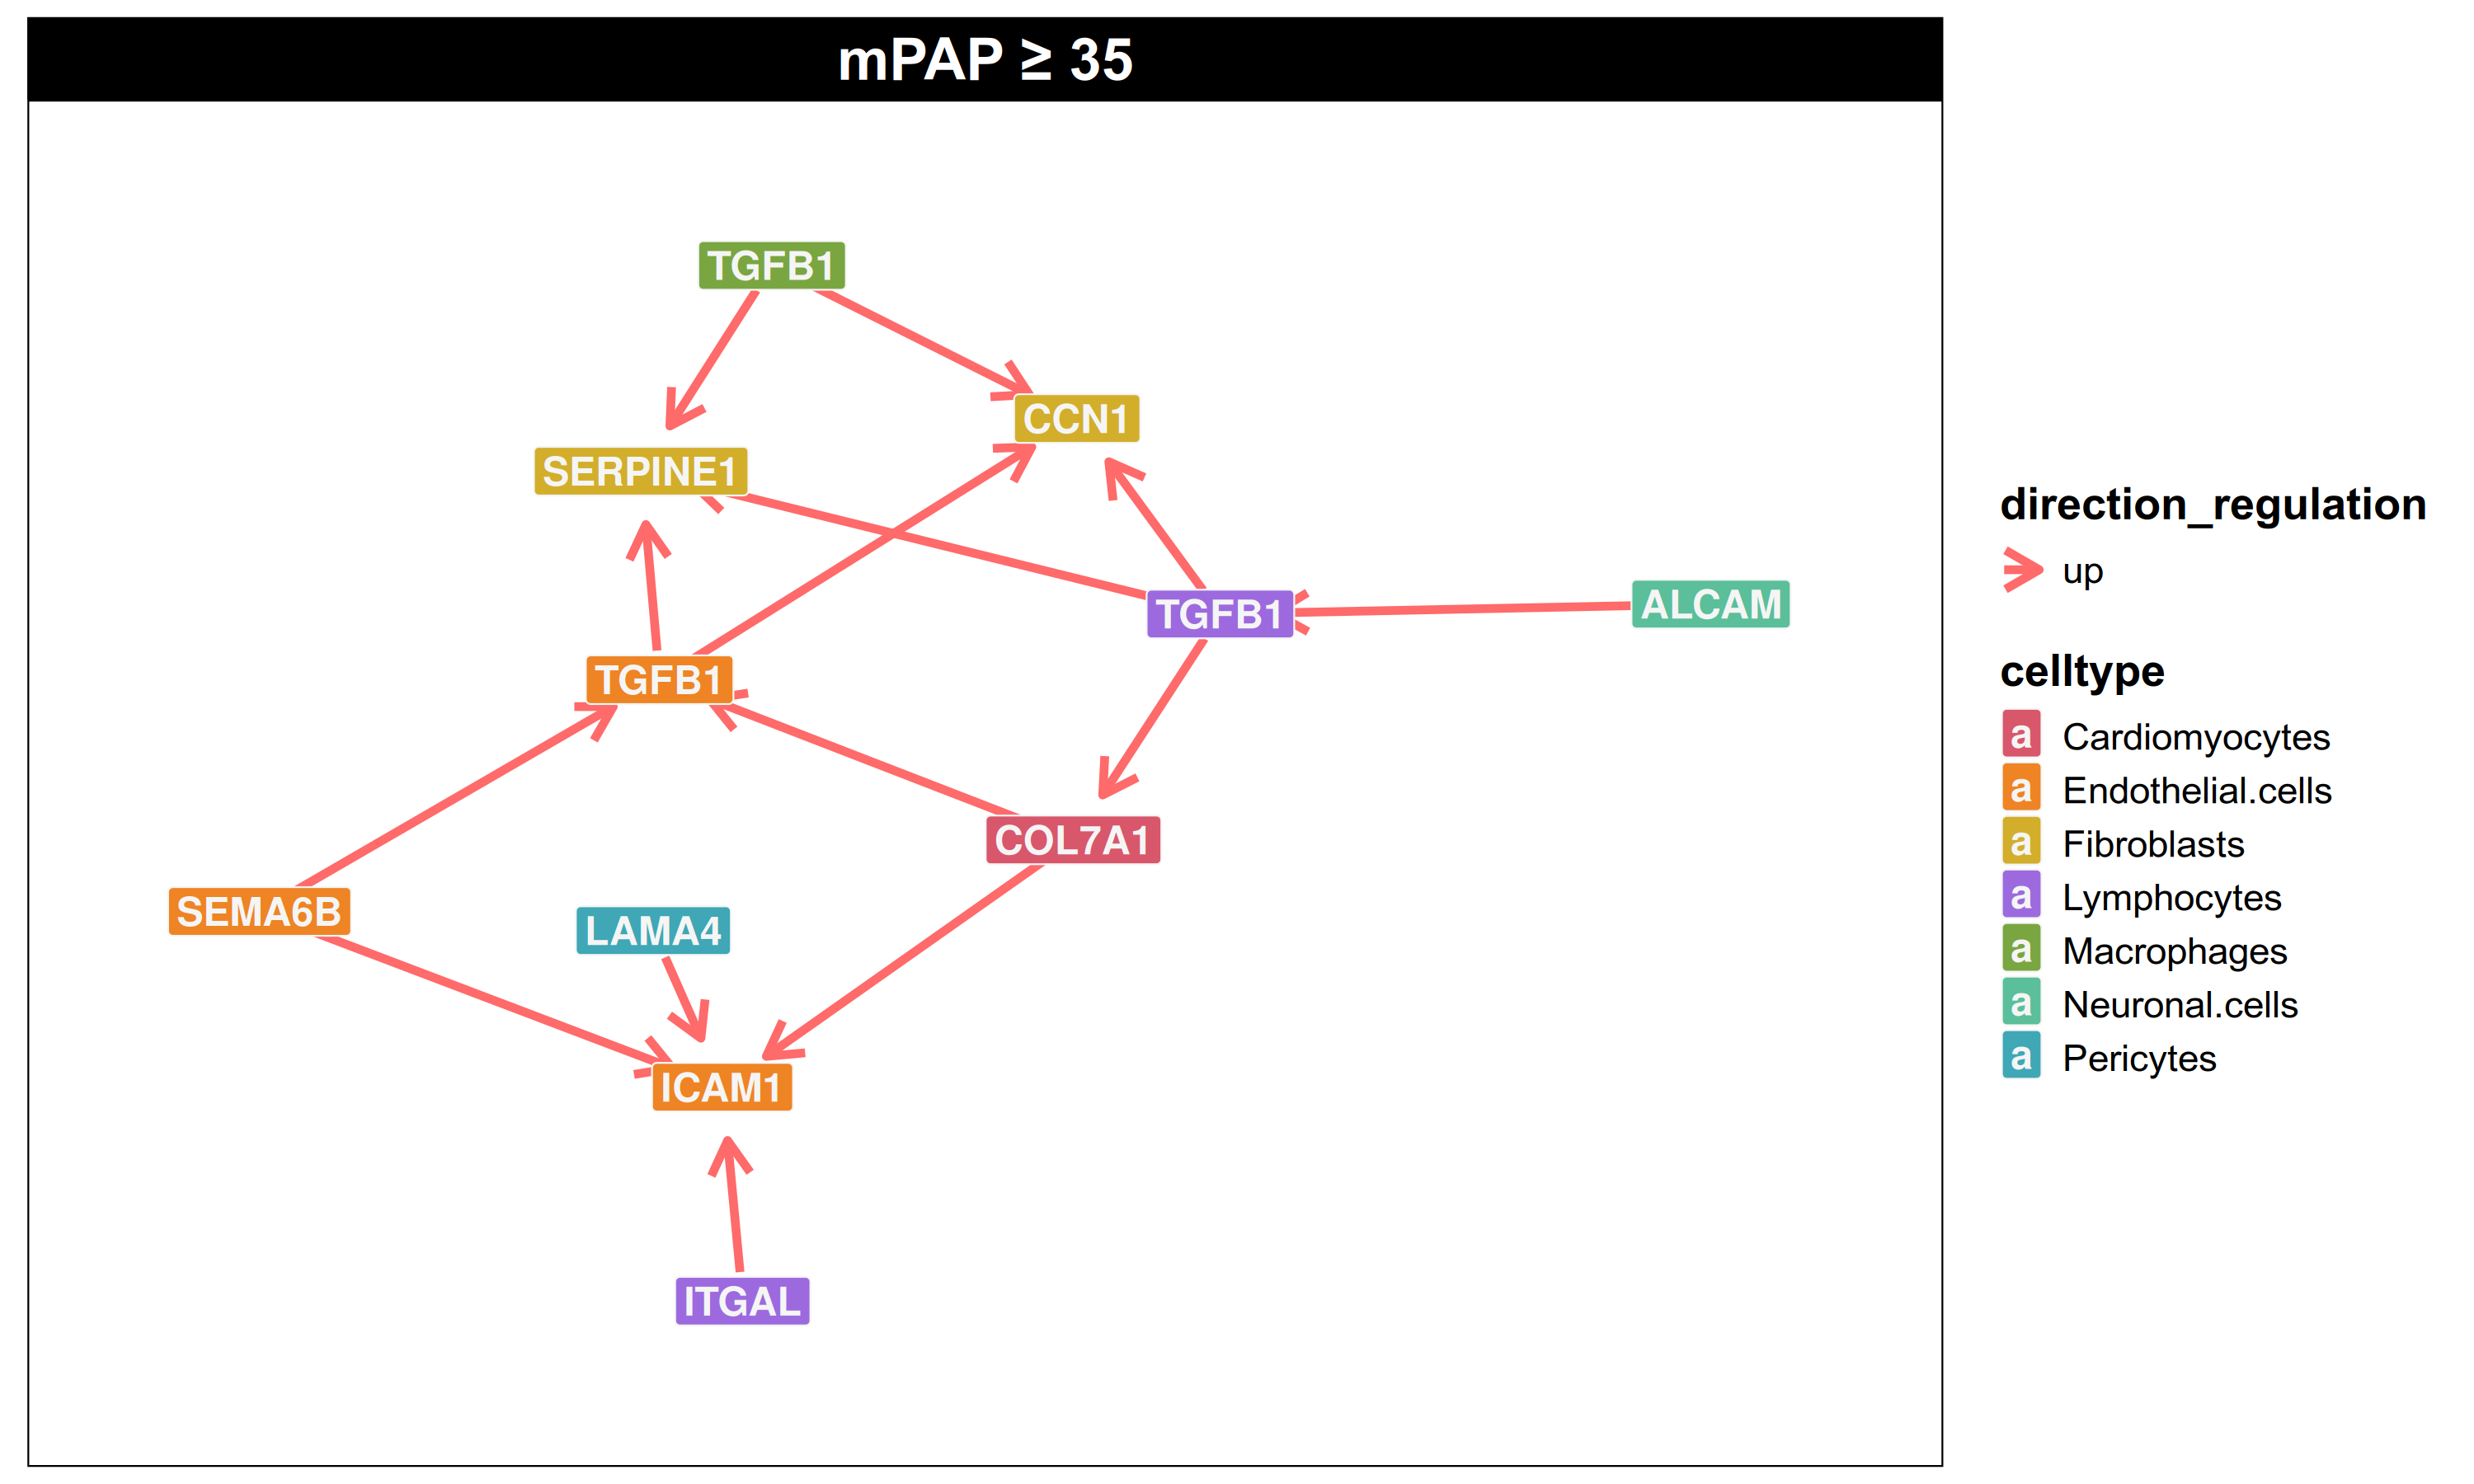 mPAP ≥ 35
TGFB1
CCN1
SERPINE1
TGFB1
ALCAM
TGFB1
COL7A1
SEMA6B
LAMA4
ICAM1
ITGAL
direction_regulation
up
celltype
a Cardiomyocytes
a Endothelial.cells
a Fibroblasts
a Lymphocytes
a Macrophages
a Neuronal.cells
a Pericytes